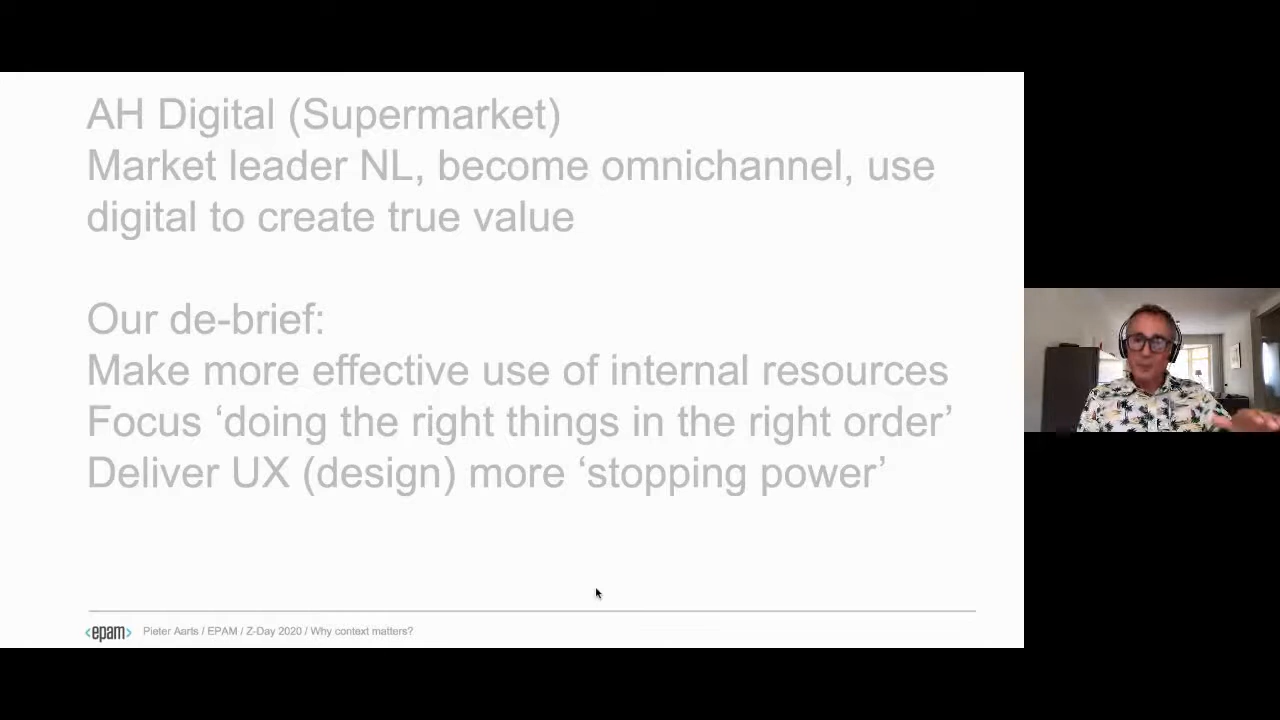 AH Digital (Supermarket)
Market leader NL, become omnichannel, use
digital to create true value
Our de-brief:
Make more effective use of internal resources
Focus ‘doing the right things in the right order’
Deliver UX (design) more ‘stopping power’
<epam> Pieter Aarts / EPAM / Z-Day 2020 / Why context matters?